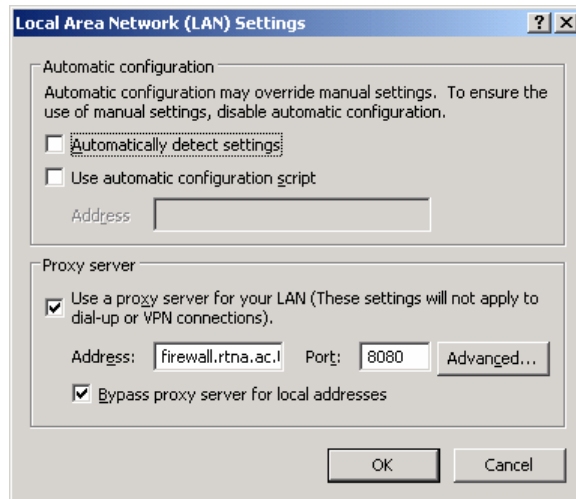 Local Area Network (LAN) Settings
Automatic configuration
Automatic configuration may override manual settings. To ensure the
use of manual settings, disable automatic configuration.
Automatically detect settings
Use automatic configuration script
Address
Proxy server
Use a proxy server for your LAN (These settings will not apply to
dial-up or VPN connections).
Address: firewall.rtna.ac. Port: 8080 Advanced...
Bypass proxy server for local addresses
OK Cancel